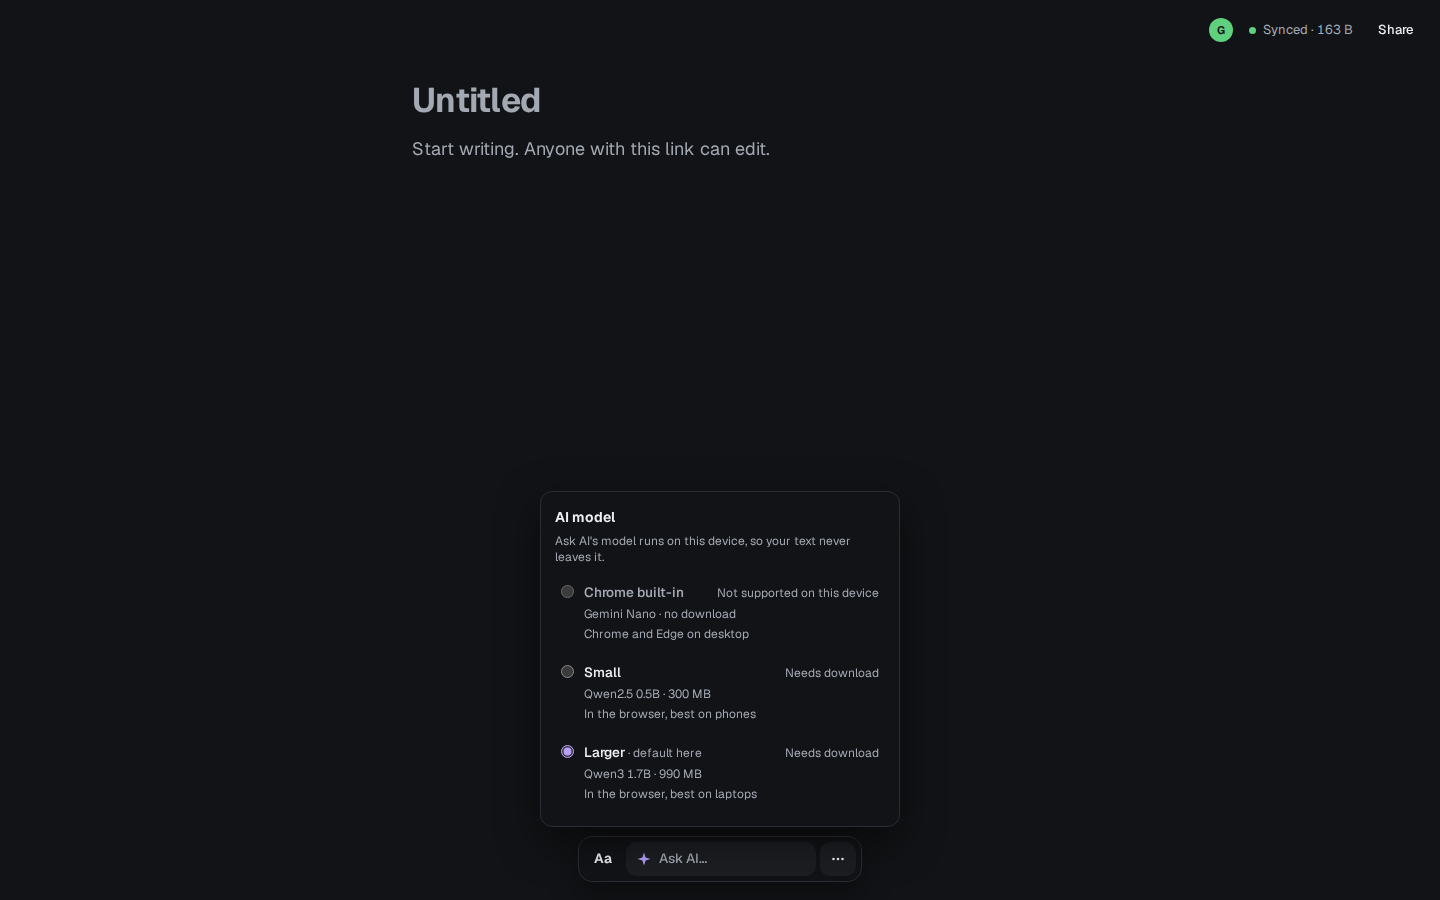 G
Synced · 163 B
Share
Untitled
Start writing. Anyone with this link can edit.
AI model
Ask AI's model runs on this device, so your text never
leaves it.
Chrome built-in
Not supported on this device
Gemini Nano · no download
Chrome and Edge on desktop
Small
Needs download
Qwen2.5 0.5B · 300 MB
In the browser, best on phones
Larger · default here
Needs download
Qwen3 1.7B · 990 MB
In the browser, best on laptops
Aa
Ask AI...